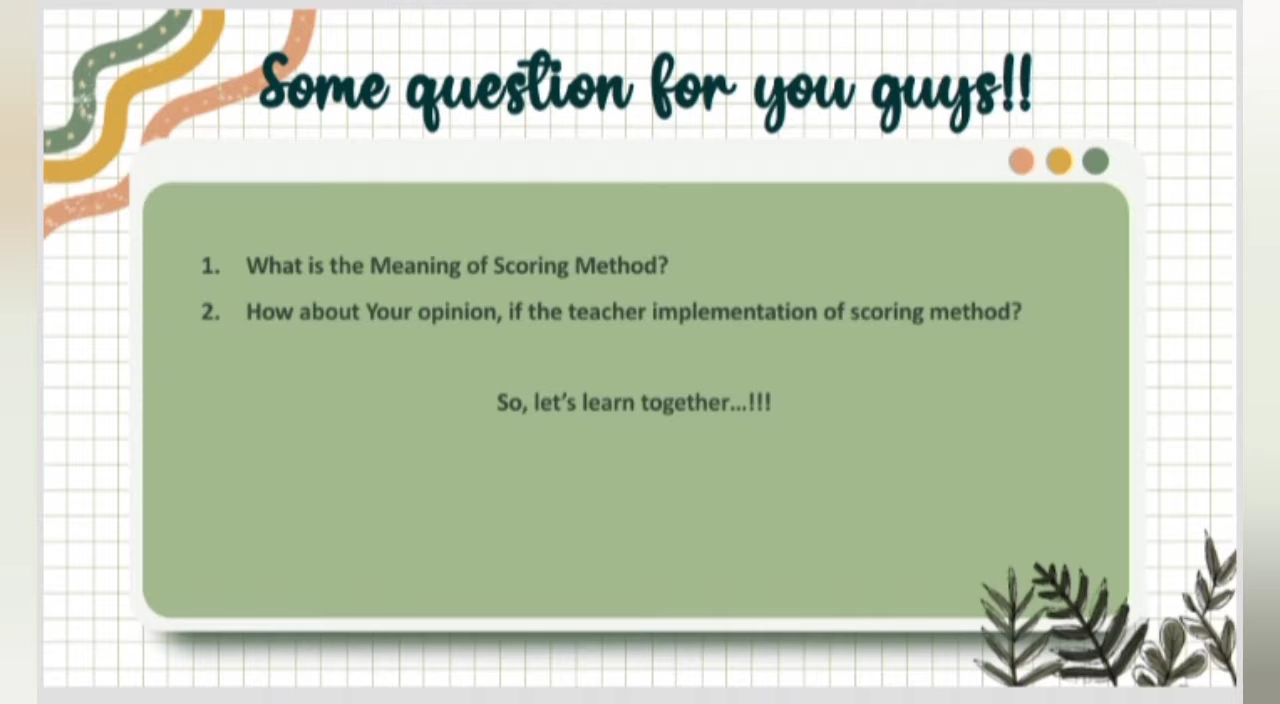 Some question for you guys!!
1. What is the Meaning of Scoring Method?
2. How about Your opinion, if the teacher implementation of scoring method?
So, let's learn together...!!!